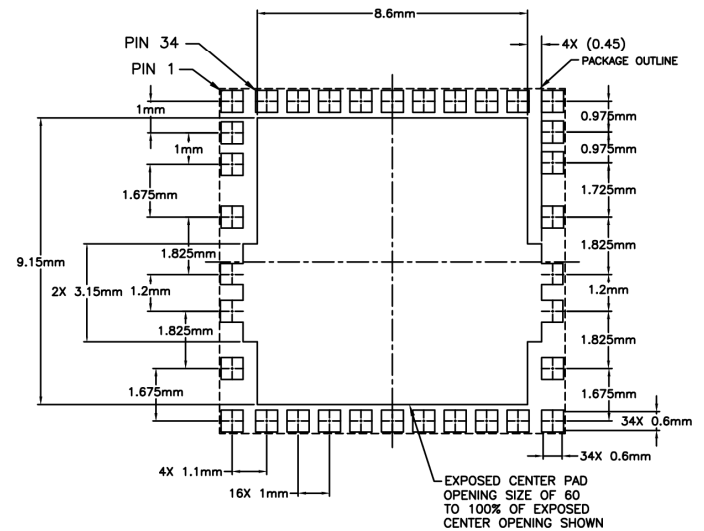 8.6mm
PIN 34
4X (0.45)
PACKAGE OUTLINE
PIN 1
1mm
0.975mm
1mm
0.975mm
1.675mm
1.725mm
9.15mm
1.825mm
1.825mm
2X 3.15mm
1.2mm
1.2mm
1.825mm
1.825mm
1.675mm
1.675mm
34X 0.6mm
34X 0.6mm
4X 1.1mm
16X 1mm
EXPOSED CENTER PAD
OPENING SIZE OF 60
TO 100% OF EXPOSED
CENTER OPENING SHOWN